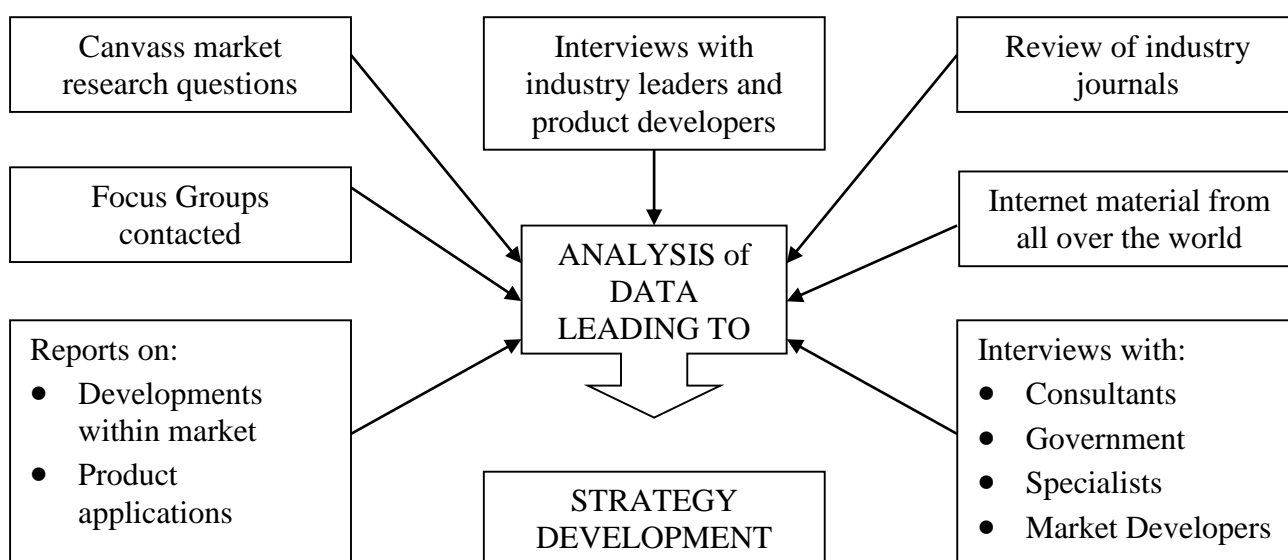 Canvass market
research questions
Interviews with
industry leaders and
product developers
Review of industry
journals
Focus Groups
contacted
Internet material from
all over the world
ANALYSIS of
DATA
LEADING TO
Reports on:
● Developments
within market
● Product
applications
Interviews with:
● Consultants
● Government
● Specialists
● Market Developers
STRATEGY
DEVELOPMENT